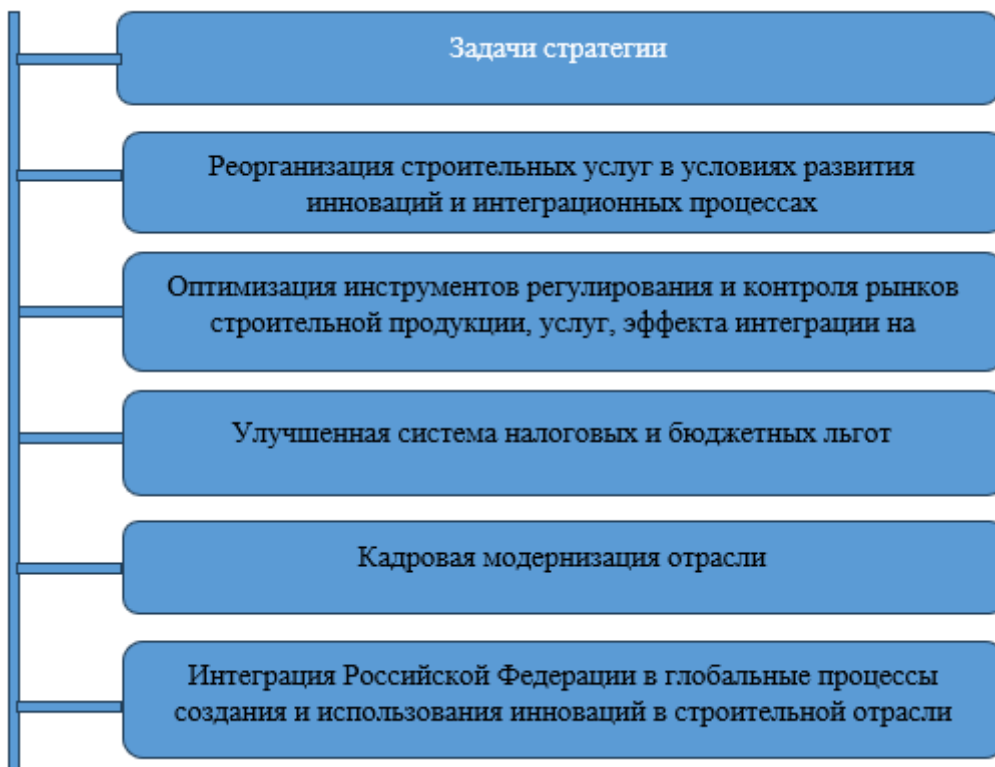 Задачи стратегии
Реорганизация строительных услуг в условиях развития
инноваций и интеграционных процессах
Оптимизация инструментов регулирования и контроля рынков
строительной продукции, услуг, эффекта интеграции на
Улучшенная система налоговых и бюджетных льгот
Кадровая модернизация отрасли
Интеграция Российской Федерации в глобальные процессы
создания и использования инноваций в строительной отрасли